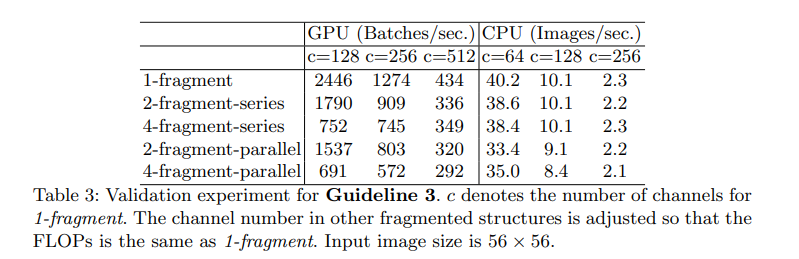 GPU (Batches/sec.) CPU (Images/sec.)
c=128 c=256 c=512 c=64 c=128 c=256
1-fragment 2446 1274 434 40.2 10.1 2.3
2-fragment-series 1790 909 336 38.6 10.1 2.2
4-fragment-series 752 745 349 38.4 10.1 2.3
2-fragment-parallel 1537 803 320 33.4 9.1 2.2
4-fragment-parallel 691 572 292 35.0 8.4 2.1
Table 3: Validation experiment for Guideline 3. c denotes the number of channels for
1-fragment. The channel number in other fragmented structures is adjusted so that the
FLOPs is the same as 1-fragment. Input image size is 56 × 56.